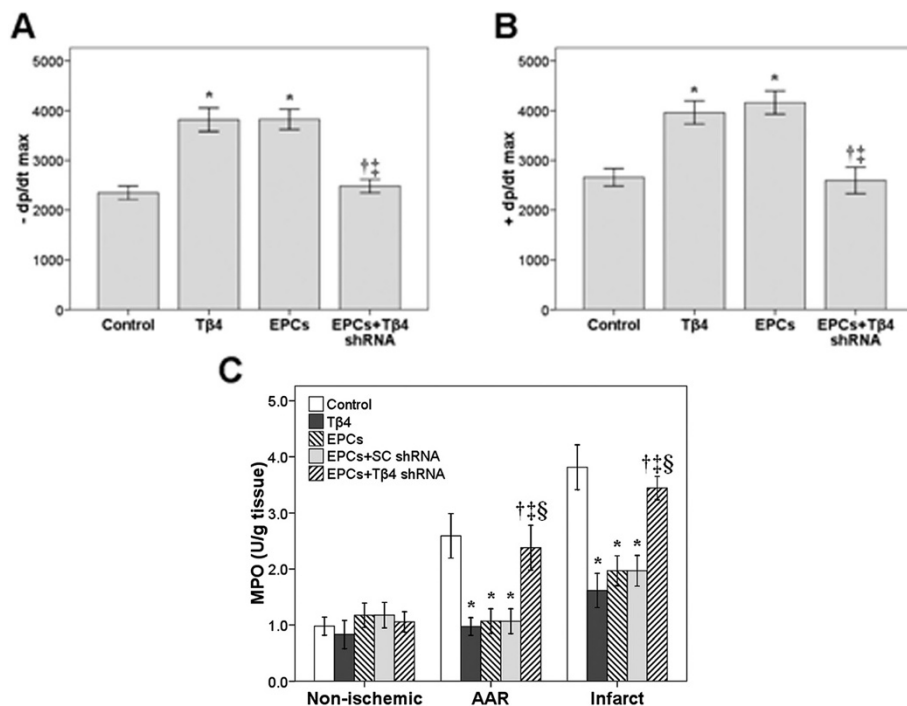 A
5000
4000
3000
2000
1000
0
- dp/dt max
*
*
†‡
Control
Tβ4
EPCs
EPCs+Tβ4
shRNA
B
5000
4000
3000
2000
1000
0
+ dp/dt max
*
*
†‡
Control
Tβ4
EPCs
EPCs+Tβ4
shRNA
C
5.0
4.0
3.0
2.0
1.0
0.0
MPO (U/g tissue)
Control
Tβ4
EPCs
EPCs+SC shRNA
EPCs+Tβ4 shRNA
* * *
†‡§
* * *
†‡§
Non-ischemic
AAR
Infarct